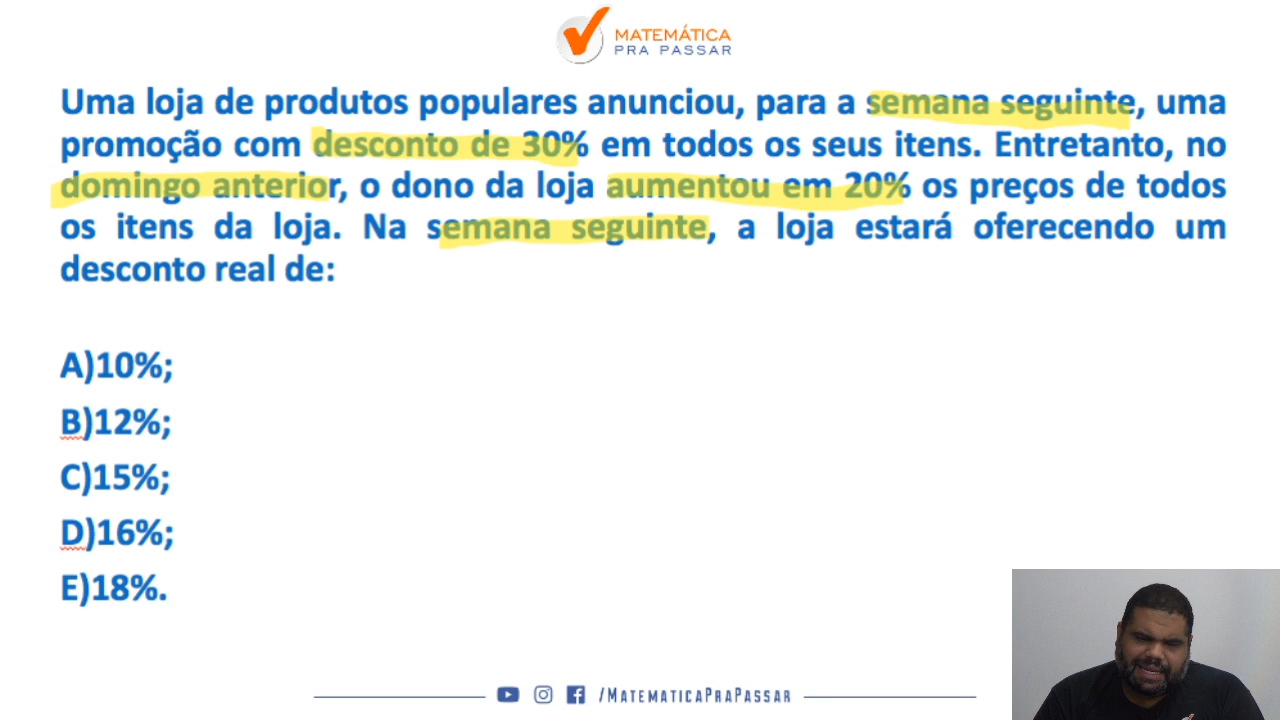 MATEMÁTICA
PRA PASSAR
Uma loja de produtos populares anunciou, para a semana seguinte, uma
promoção com desconto de 30% em todos os seus itens. Entretanto, no
domingo anterior, o dono da loja aumentou em 20% os preços de todos
os itens da loja. Na semana seguinte, a loja estará oferecendo um
desconto real de:
A)10%;
B)12%;
C)15%;
D)16%;
E)18%.
/MATEMATICAPRAPASSAR